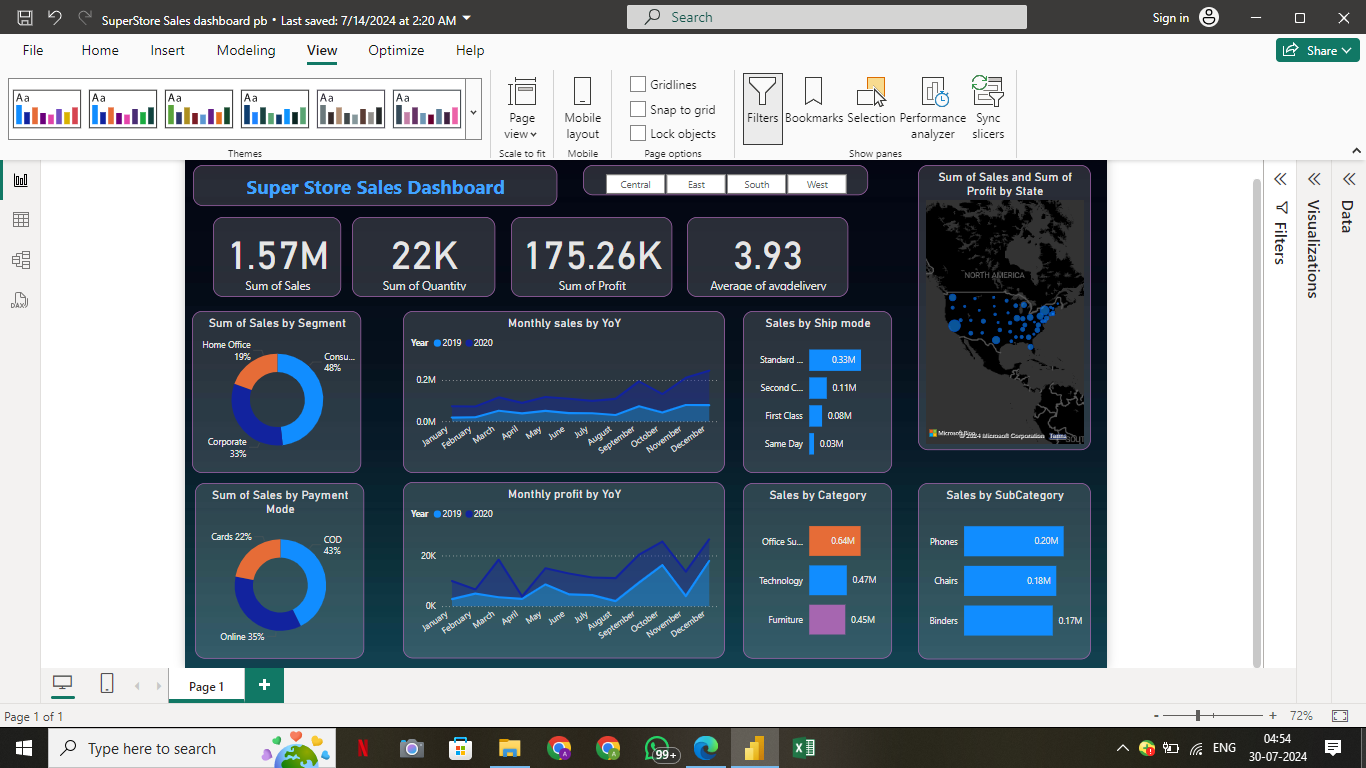 SuperStore Sales dashboard pb • Last saved: 7/14/2024 at 2:20 AM
Search
Sign in
File Home Insert Modeling View Optimize Help
Share
Aa Aa Aa Aa Aa Aa
Themes
Page view
Scale to fit
Mobile layout
Mobile
Gridlines
Snap to grid
Lock objects
Page options
Filters
Bookmarks
Selection
Performance analyzer
Sync slicers
Show panes
Super Store Sales Dashboard
Central East South West
1.57M
Sum of Sales
22K
Sum of Quantity
175.26K
Sum of Profit
3.93
Average of avgdelivery
Sum of Sales and Sum of
Profit by State
NORTH AMERICA
Microsoft Bing
© 2024 Microsoft Corporation Terms
Sum of Sales by Segment
Home Office
19%
Consu...
48%
Corporate
33%
Monthly sales by YoY
Year 2019 2020
0.2M
0.0M
January February March April May June July August September October November December
Sales by Ship mode
Standard ... 0.33M
Second C... 0.11M
First Class 0.08M
Same Day 0.03M
Sum of Sales by Payment
Mode
Cards 22%
COD
43%
Online 35%
Monthly profit by YoY
Year 2019 2020
20K
0K
January February March April May June July August September October November December
Sales by Category
Office Su... 0.64M
Technology 0.47M
Furniture 0.45M
Sales by SubCategory
Phones 0.20M
Chairs 0.18M
Binders 0.17M
Filters
Visualizations
Data
DAX
Page 1
Page 1 of 1
- + 72%
Type here to search
99+
ENG
04:54
30-07-2024